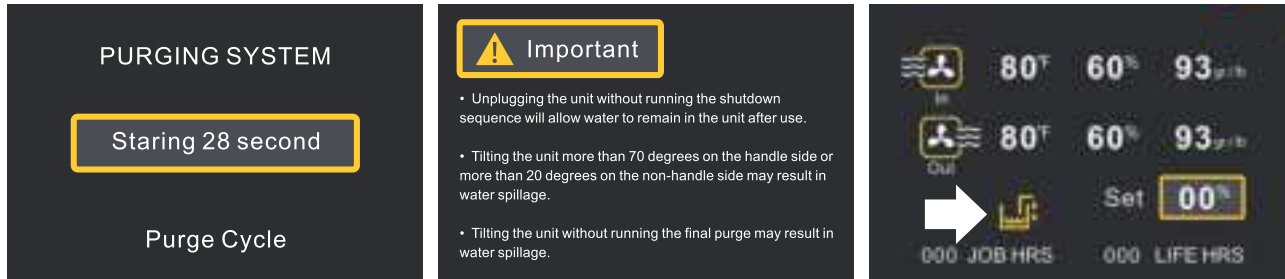 PURGING SYSTEM
Staring 28 second
Purge Cycle
Important
• Unplugging the unit without running the shutdown
sequence will allow water to remain in the unit after use.
• Tilting the unit more than 70 degrees on the handle side or
more than 20 degrees on the non-handle side may result in
water spillage.
• Tilting the unit without running the final purge may result in
water spillage.
80°F 60% 93 gr/lb
In
80°F 60% 93 gr/lb
Out
Set 00%
000 JOB HRS 000 LIFE HRS